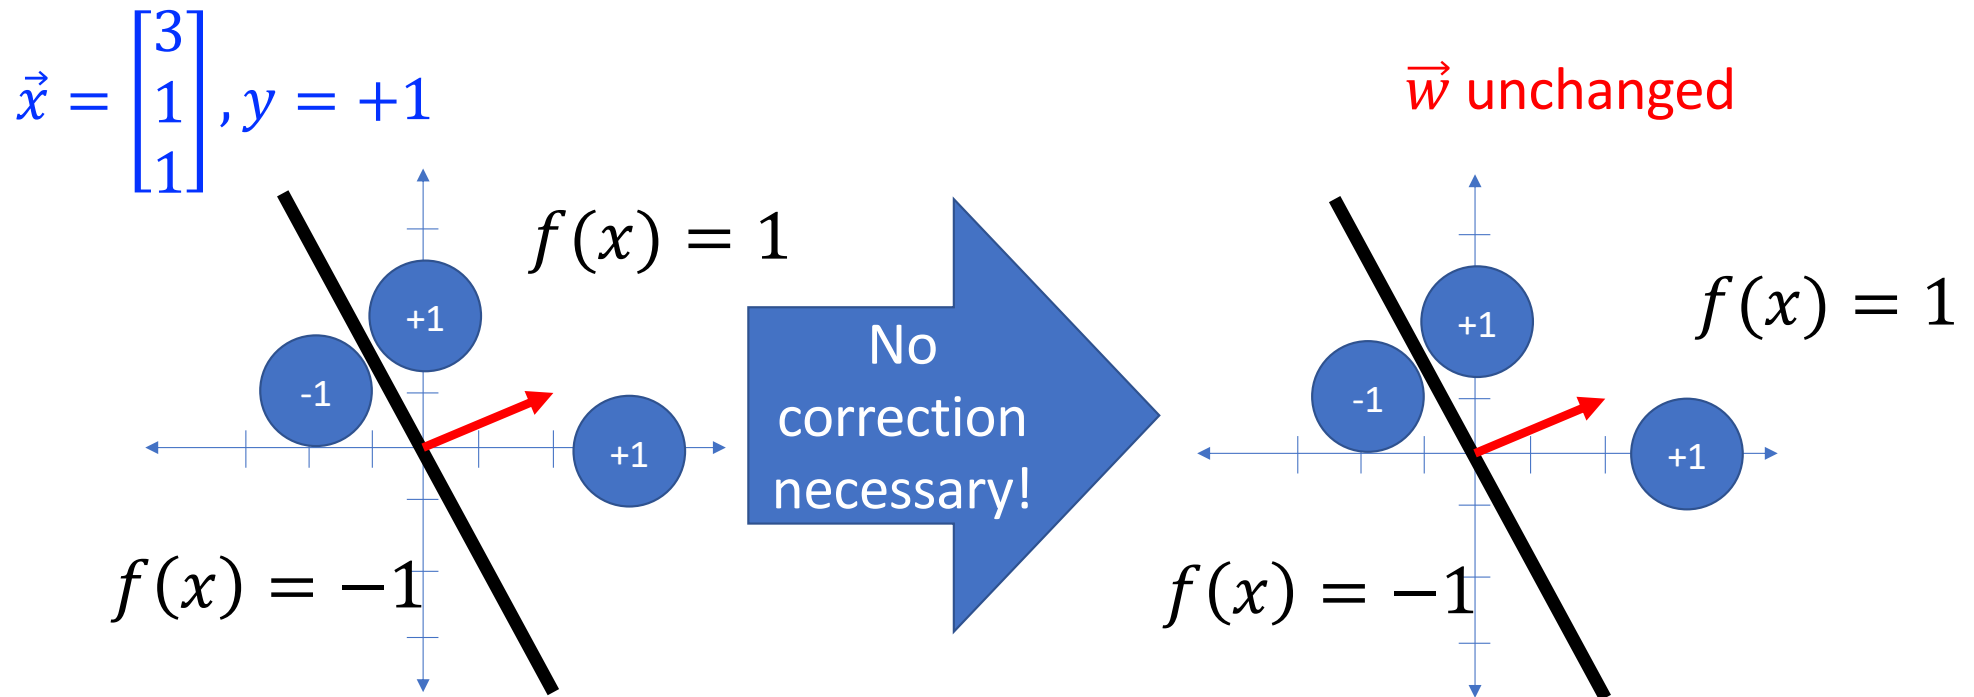 x⃗ = [3 1 1], y = +1
w⃗ unchanged
f(x) = 1
+1
-1
+1
f(x) = −1
No
correction
necessary!
f(x) = 1
+1
-1
+1
f(x) = −1